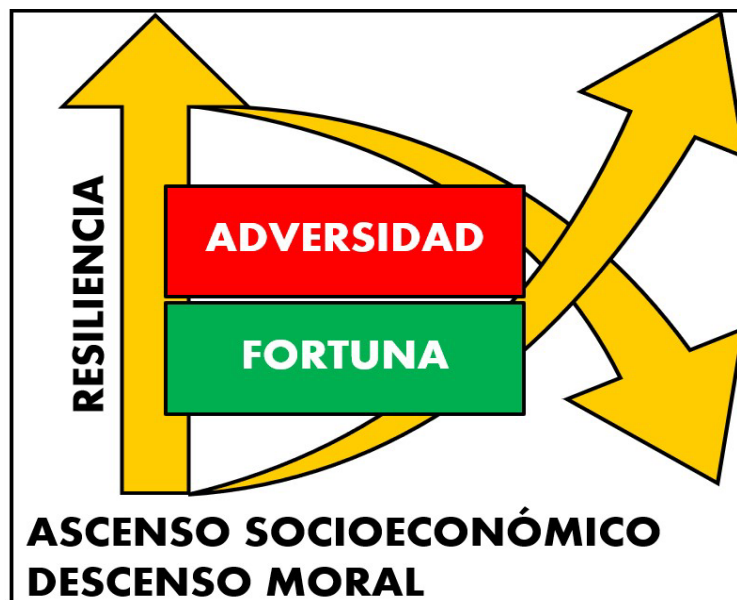 RESILIENCIA
ADVERSIDAD
FORTUNA
ASCENSO SOCIOECONÓMICO
DESCENSO MORAL